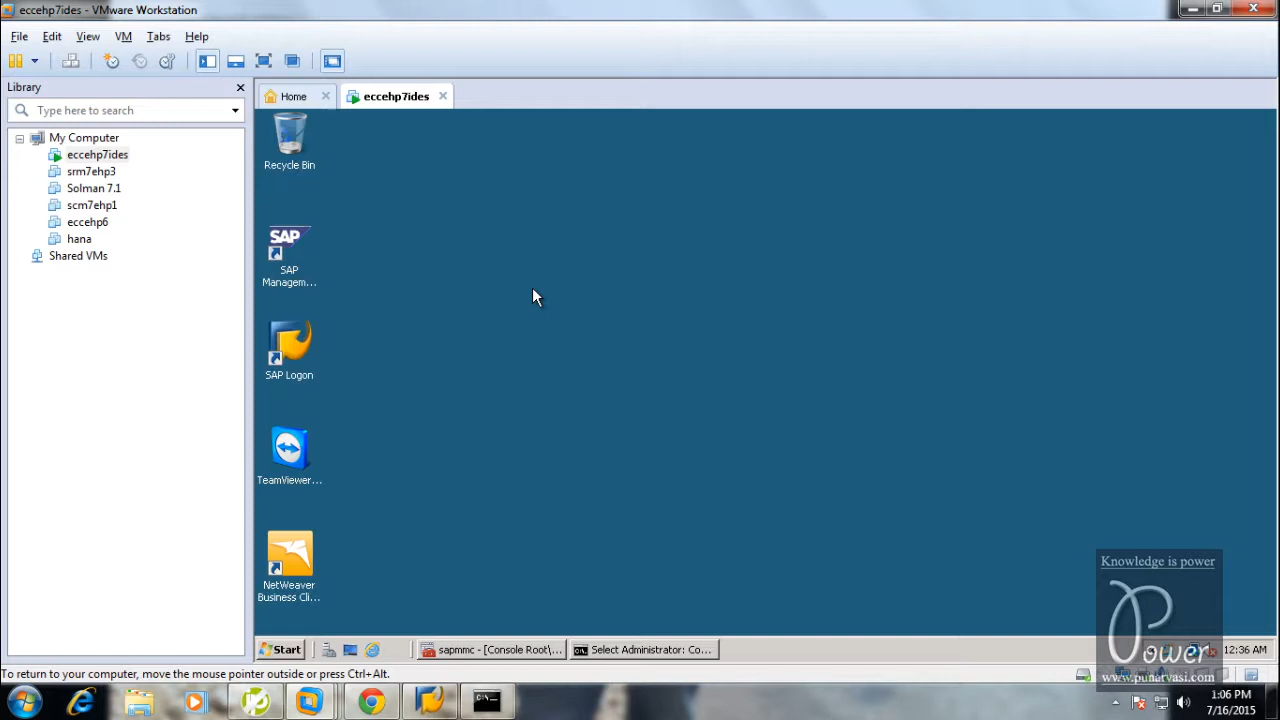 eccehp7ides - VMware Workstation
File Edit View VM Tabs Help
Library
Type here to search
My Computer
eccehp7ides
srm7ehp3
Solman 7.1
scm7ehp1
eccehp6
hana
Shared VMs
Home
eccehp7ides
Recycle Bin
SAP
SAP
Managem...
SAP Logon
TeamViewer...
NetWeaver
Business Cli...
Knowledge is power
Power
www.punarvasi.com
Start
sapmmc - [Console Root\...
Select Administrator: Co...
12:36 AM
To return to your computer, move the mouse pointer outside or press Ctrl+Alt.
1:06 PM
7/16/2015